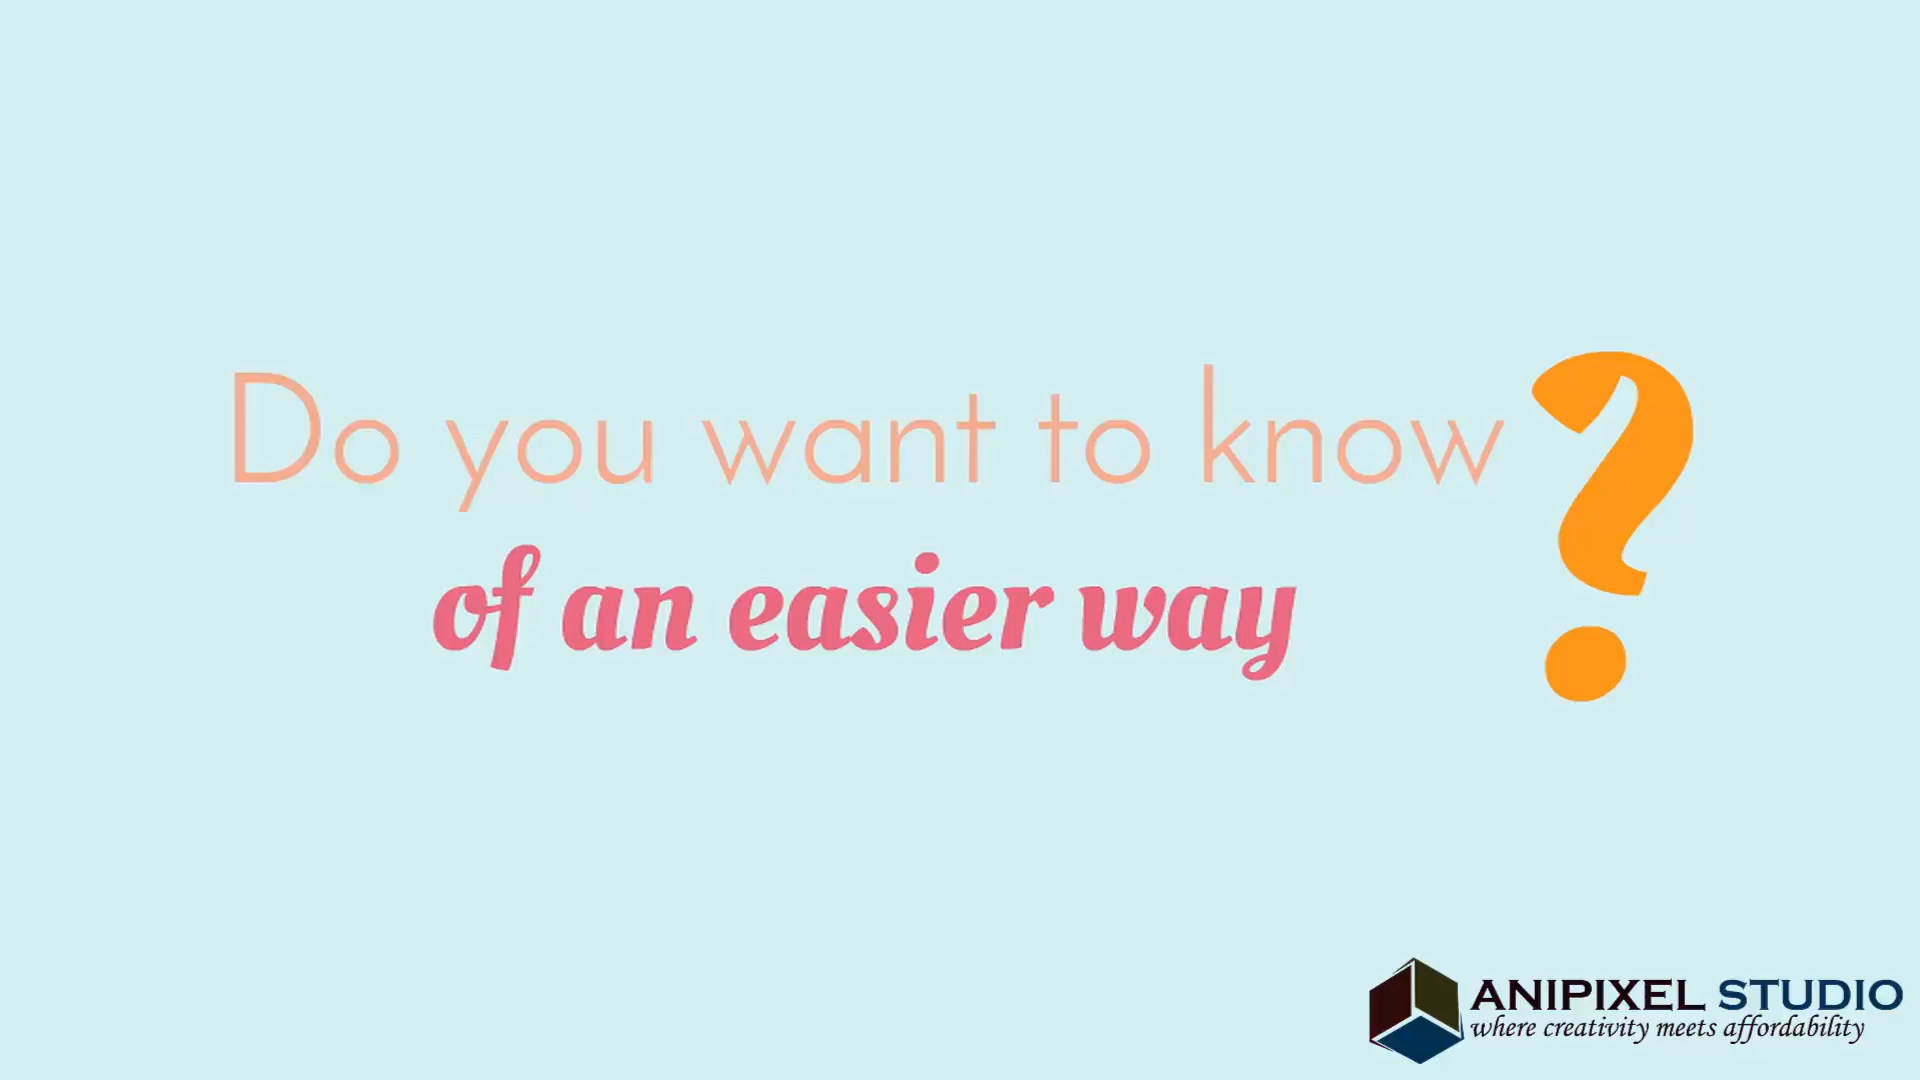 Do you want to know ?
of an easier way
ANIPIXEL STUDIO
where creativity meets affordability